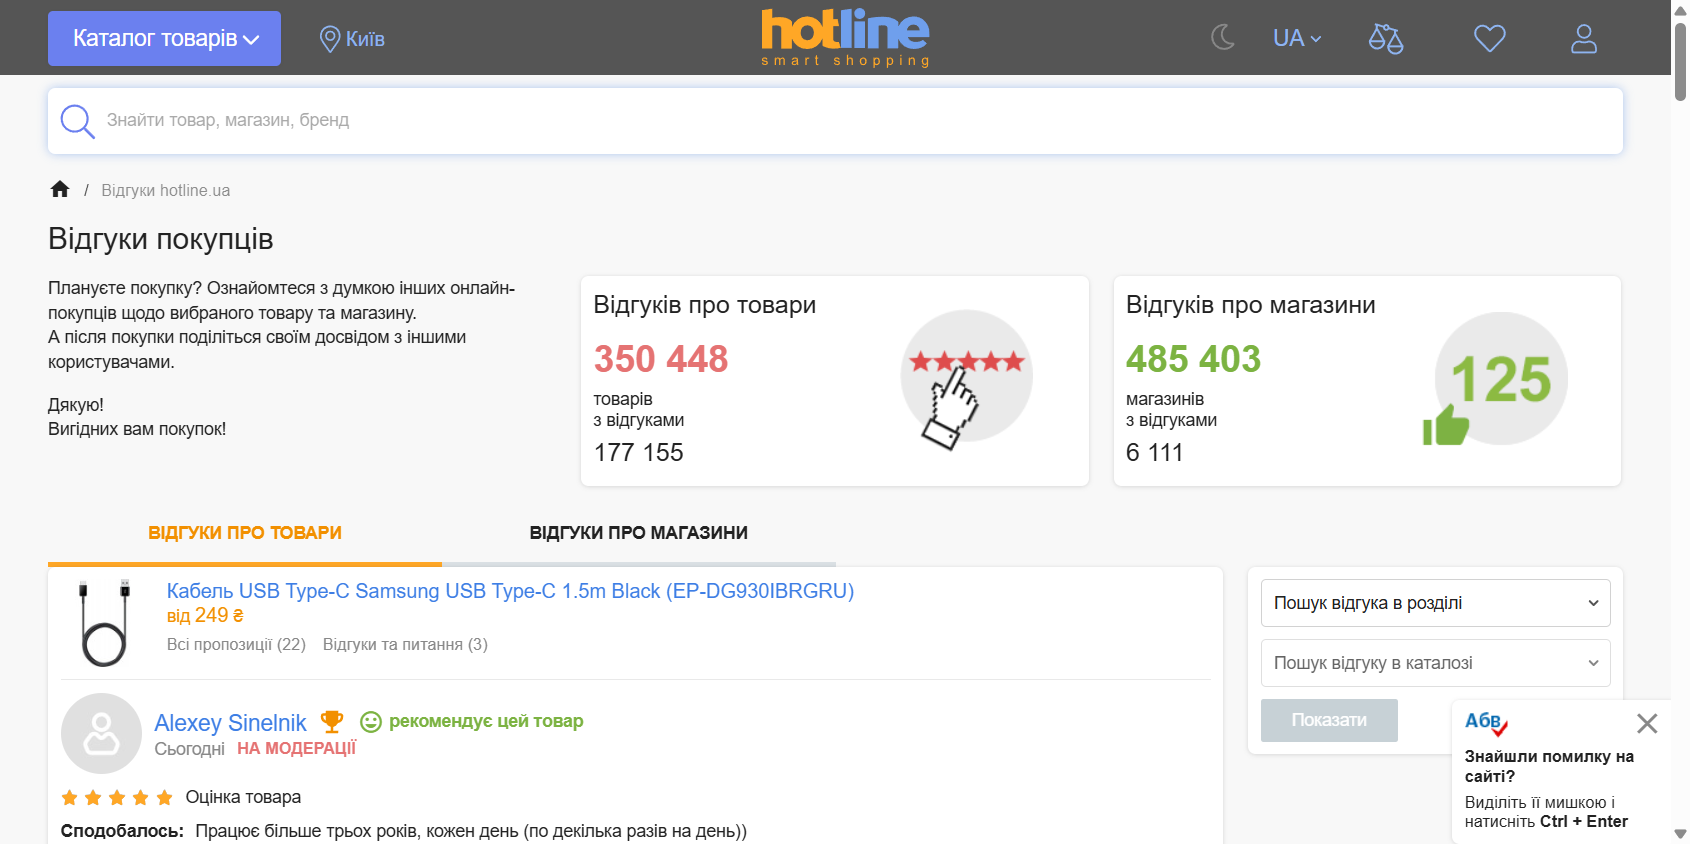 Каталог товарів
Київ
hotline
smart shopping
UA
Знайти товар, магазин, бренд
/ Відгуки hotline.ua
Відгуки покупців
Плануєте покупку? Ознайомтеся з думкою інших онлайн-
покупців щодо вибраного товару та магазину.
А після покупки поділіться своїм досвідом з іншими
користувачами.
Дякую!
Вигідних вам покупок!
Відгуків про товари
350 448
товарів
з відгуками
177 155
Відгуків про магазини
485 403
магазинів
з відгуками
6 111
125
ВІДГУКИ ПРО ТОВАРИ
ВІДГУКИ ПРО МАГАЗИНИ
Кабель USB Type-C Samsung USB Type-C 1.5m Black (EP-DG930IBRGRU)
від 249 ₴
Всі пропозиції (22) Відгуки та питання (3)
Alexey Sinelnik рекомендує цей товар
Сьогодні НА МОДЕРАЦІЇ
Оцінка товара
Сподобалось: Працює більше трьох років, кожен день (по декілька разів на день))
Пошук відгука в розділі
Пошук відгуку в каталозі
Показати
Абв
Знайшли помилку на
сайті?
Виділіть її мишкою і
натисніть Ctrl + Enter